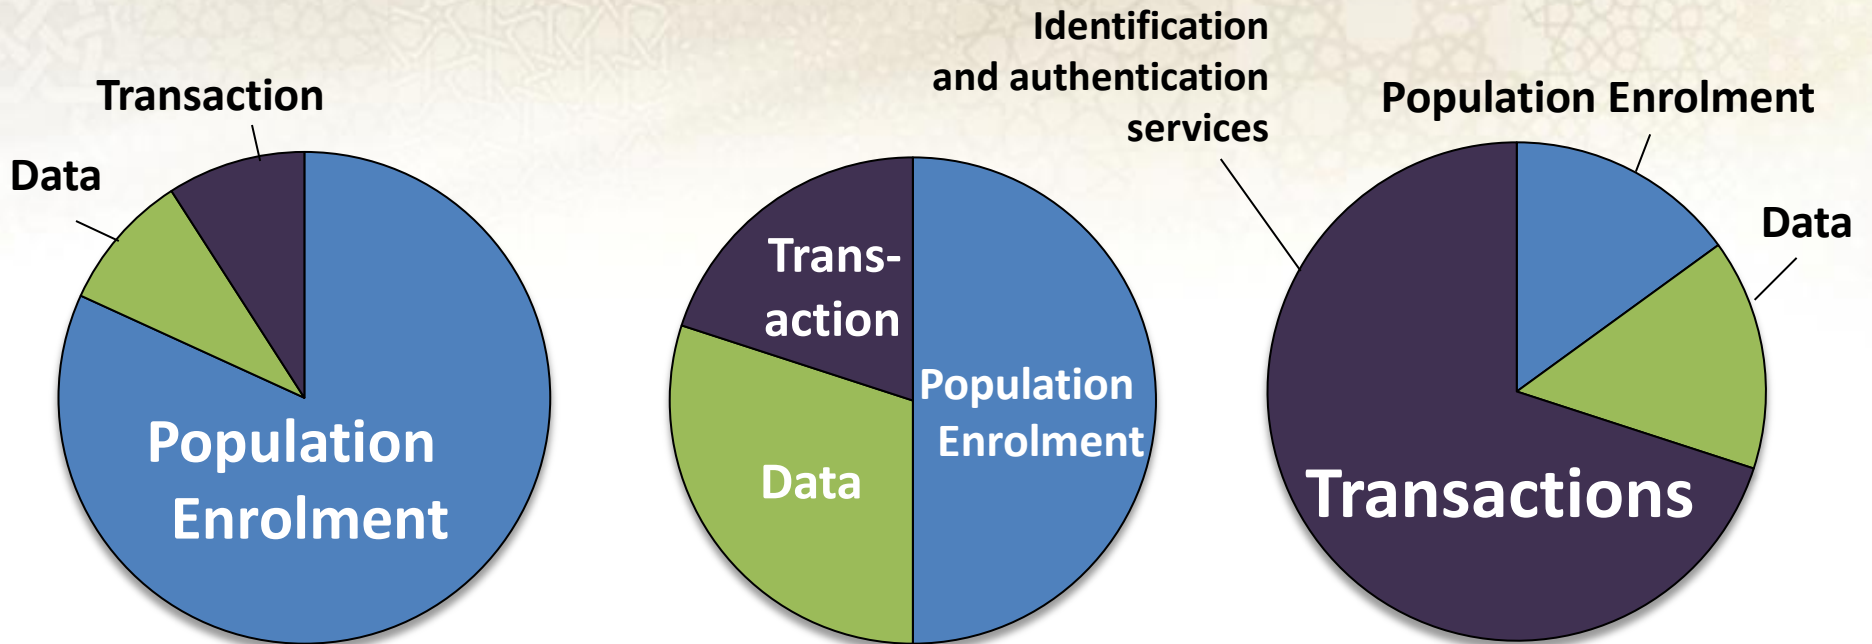 Transaction
Data
Population
Enrolment
Trans-
action
Population
Enrolment
Data
Identification
and authentication
services
Population Enrolment
Data
Transactions